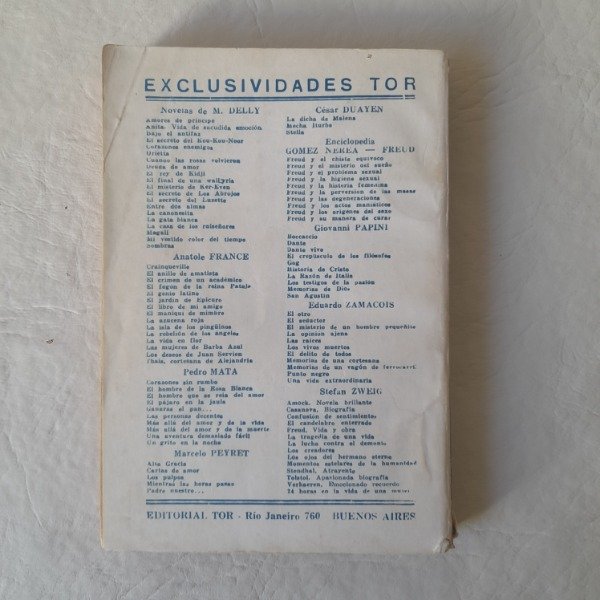 EXCLUSIVIDADES TOR
Novelas de M. DELLY
Amores de príncipe
Anita. Vida de sacudida emoción
Bajo el antifaz
El secreto del Kou-Kou-Noor
Corazones enemigos
Orietta
Cuando las rosas volvieron
Deuda de amor
El rey de Kidji
El final de una walkyria
El misterio de Ker-Even
El secreto de Los Abrojos
El secreto del Luzette
Entre dos almas
La canonesita
La gata blanca
La casa de los ruiseñores
Magalí
Mi vestido color del tiempo
Sombras
Anatole FRANCE
Crainqueville
El anillo de amatista
El crimen de un académico
El figón de la reina Patoja
El genio latino
El jardín de Epicuro
El libro de mi amigo
El maniquí de mimbre
La azucena roja
La isla de los pingüinos
La rebelión de los ángeles
La vida en flor
Las mujeres de Barba Azul
Los deseos de Juan Servien
Thais, cortesana de Alejandría
Pedro MATA
Corazones sin rumbo
El hombre de la Rosa Blanca
El hombre que se reía del amor
El pájaro en la jaula
Ganarás el pan...
Las personas decentes
Más allá del amor y de la vida
Más allá del amor y de la muerte
Una aventura demasiado fácil
Un grito en la noche
Marcelo PEYRET
Alta Gracia
Cartas de amor
Los pulpos
Mientras las horas pasan
Padre nuestro...
César DUAYEN
La dicha de Malena
Mecha Iturbe
Stella
Enciclopedia
GOMEZ NEREA — FREUD
Freud y el chiste equívoco
Freud y el misterio del sueño
Freud y el problema sexual
Freud y la higiene sexual
Freud y la histeria femenina
Freud y la perversión de las masas
Freud y las degeneraciones
Freud y los actos maniáticos
Freud y los orígenes del sexo
Freud y su manera de curar
Giovanni PAPINI
Boccaccio
Dante
Dante vivo
El crepúsculo de los filósofos
Gog
Historia de Cristo
La Razón de Italia
Los testigos de la pasión
Memorias de Dios
San Agustín
Eduardo ZAMACOIS
El otro
El seductor
El misterio de un hombre pequeñito
La opinión ajena
Las raíces
Los vivos muertos
El delito de todos
Memorias de una cortesana
Memorias de un vagón de ferrocarril
Punto negro
Una vida extraordinaria
Stefan ZWEIG
Amock. Novela brillante
Casanova. Biografía
Confusión de sentimientos
El candelabro enterrado
Freud. Vida y obra
La tragedia de una vida
La lucha contra el demonio
Los creadores
Los ojos del hermano eterno
Momentos estelares de la humanidad
Stendhal. Atrayente
Tolstoi. Apasionada biografía
Verhaeren. Emocionado recuerdo
24 horas en la vida de una mujer
EDITORIAL TOR - Río Janeiro 760 BUENOS AIRES